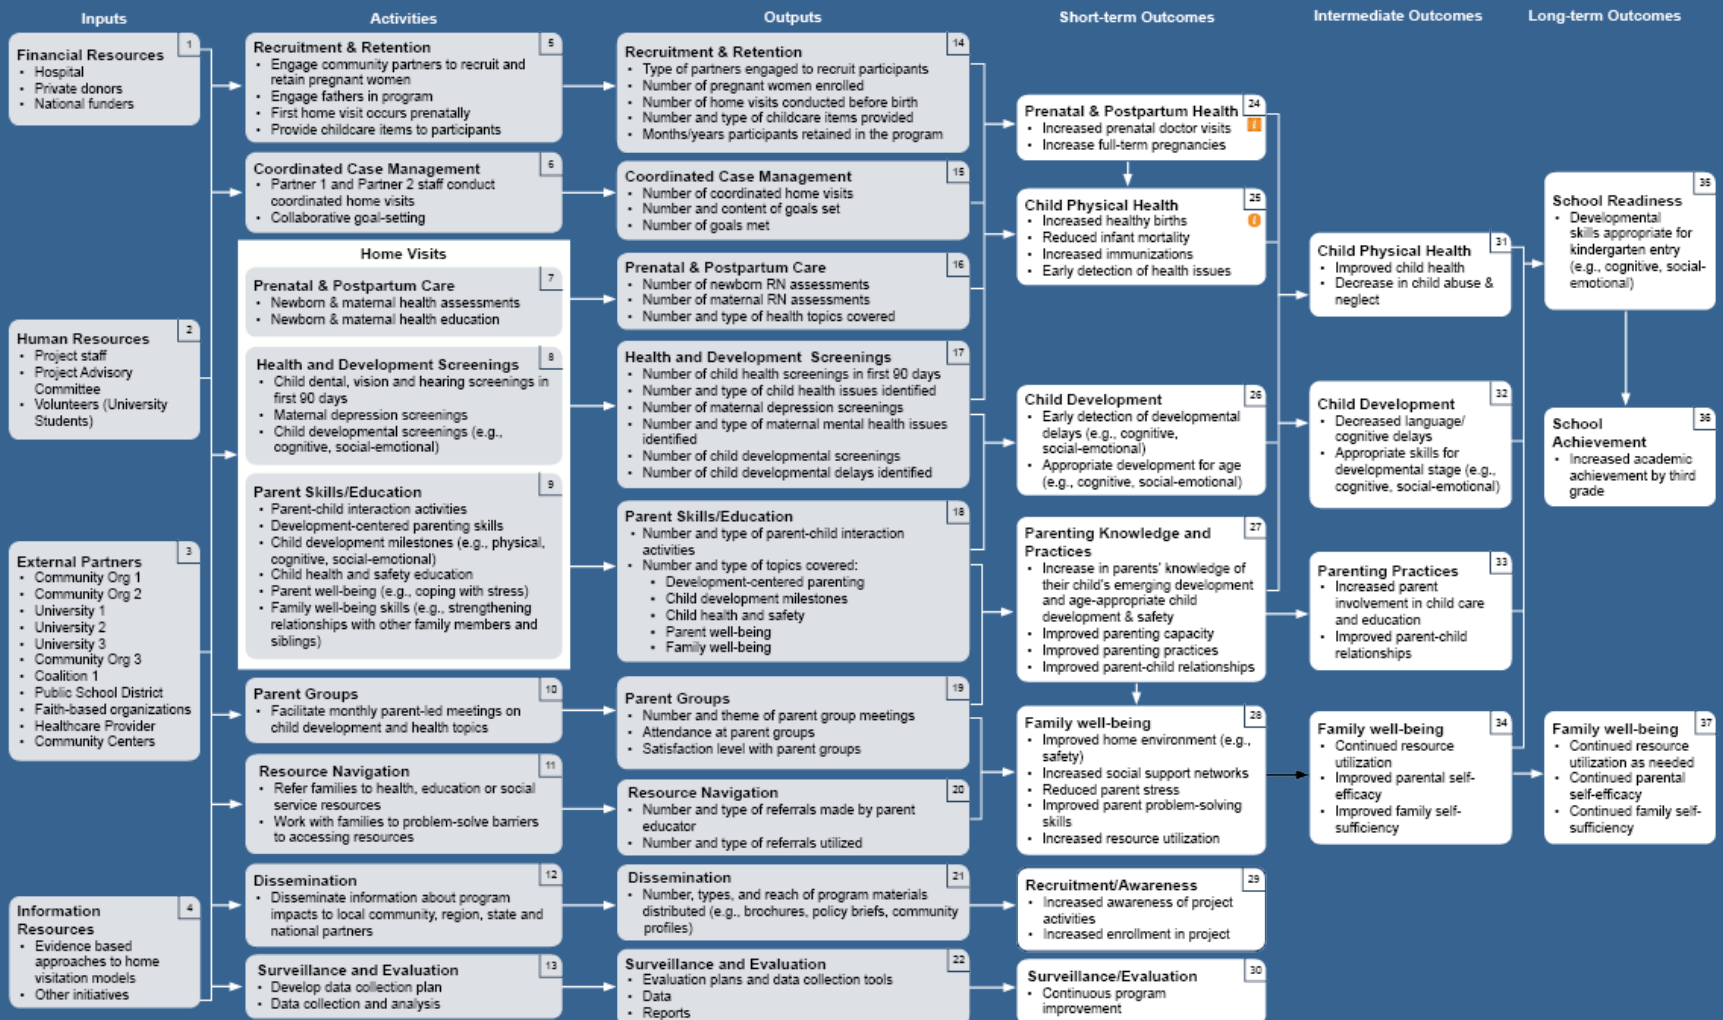 Inputs
Activities
Outputs
Short-term Outcomes
Intermediate Outcomes
Long-term Outcomes
1
Financial Resources
• Hospital
• Private donors
• National funders
2
Human Resources
• Project staff
• Project Advisory
Committee
• Volunteers (University
Students)
3
External Partners
• Community Org 1
• Community Org 2
• University 1
• University 2
• University 3
• Community Org 3
• Coalition 1
• Public School District
• Faith-based organizations
• Healthcare Provider
• Community Centers
4
Information
Resources
• Evidence based
approaches to home
visitation models
• Other initiatives
5
Recruitment & Retention
• Engage community partners to recruit and
retain pregnant women
• Engage fathers in program
• First home visit occurs prenatally
• Provide childcare items to participants
6
Coordinated Case Management
• Partner 1 and Partner 2 staff conduct
coordinated home visits
• Collaborative goal-setting
Home Visits
7
Prenatal & Postpartum Care
• Newborn & maternal health assessments
• Newborn & maternal health education
8
Health and Development Screenings
• Child dental, vision and hearing screenings in
first 90 days
• Maternal depression screenings
• Child developmental screenings (e.g.,
cognitive, social-emotional)
9
Parent Skills/Education
• Parent-child interaction activities
• Development-centered parenting skills
• Child development milestones (e.g., physical,
cognitive, social-emotional)
• Child health and safety education
• Parent well-being (e.g., coping with stress)
• Family well-being skills (e.g., strengthening
relationships with other family members and
siblings)
10
Parent Groups
• Facilitate monthly parent-led meetings on
child development and health topics
11
Resource Navigation
• Refer families to health, education or social
service resources
• Work with families to problem-solve barriers
to accessing resources
12
Dissemination
• Disseminate information about program
impacts to local community, region, state and
national partners
13
Surveillance and Evaluation
• Develop data collection plan
• Data collection and analysis
14
Recruitment & Retention
• Type of partners engaged to recruit participants
• Number of pregnant women enrolled
• Number of home visits conducted before birth
• Number and type of childcare items provided
• Months/years participants retained in the program
15
Coordinated Case Management
• Number of coordinated home visits
• Number and content of goals set
• Number of goals met
16
Prenatal & Postpartum Care
• Number of newborn RN assessments
• Number of maternal RN assessments
• Number and type of health topics covered
17
Health and Development Screenings
• Number of child health screenings in first 90 days
• Number and type of child health issues identified
• Number of maternal depression screenings
• Number and type of maternal mental health issues
identified
• Number of child developmental screenings
• Number of child developmental delays identified
18
Parent Skills/Education
• Number and type of parent-child interaction
activities
• Number and type of topics covered:
• Development-centered parenting
• Child development milestones
• Child health and safety
• Parent well-being
• Family well-being
19
Parent Groups
• Number and theme of parent group meetings
• Attendance at parent groups
• Satisfaction level with parent groups
20
Resource Navigation
• Number and type of referrals made by parent
educator
• Number and type of referrals utilized
21
Dissemination
• Number, types, and reach of program materials
distributed (e.g., brochures, policy briefs, community
profiles)
22
Surveillance and Evaluation
• Evaluation plans and data collection tools
• Data
• Reports
24
Prenatal & Postpartum Health
• Increased prenatal doctor visits
i
• Increase full-term pregnancies
25
Child Physical Health
• Increased healthy births
i
• Reduced infant mortality
• Increased immunizations
• Early detection of health issues
26
Child Development
• Early detection of developmental
delays (e.g., cognitive,
social-emotional)
• Appropriate development for age
(e.g., cognitive, social-emotional)
27
Parenting Knowledge and
Practices
• Increase in parents' knowledge of
their child's emerging development
and age-appropriate child
development & safety
• Improved parenting capacity
• Improved parenting practices
• Improved parent-child relationships
28
Family well-being
• Improved home environment (e.g.,
safety)
• Increased social support networks
• Reduced parent stress
• Improved parent problem-solving
skills
• Increased resource utilization
29
Recruitment/Awareness
• Increased awareness of project
activities
• Increased enrollment in project
30
Surveillance/Evaluation
• Continuous program
improvement
31
Child Physical Health
• Improved child health
• Decrease in child abuse &
neglect
32
Child Development
• Decreased language/
cognitive delays
• Appropriate skills for
developmental stage (e.g.,
cognitive, social-emotional)
33
Parenting Practices
• Increased parent
involvement in child care
and education
• Improved parent-child
relationships
34
Family well-being
• Continued resource
utilization
• Improved parental self-
efficacy
• Improved family self-
sufficiency
35
School Readiness
• Developmental
skills appropriate for
kindergarten entry
(e.g., cognitive, social-
emotional)
36
School
Achievement
• Increased academic
achievement by third
grade
37
Family well-being
• Continued resource
utilization as needed
• Continued parental
self-efficacy
• Continued family self-
sufficiency